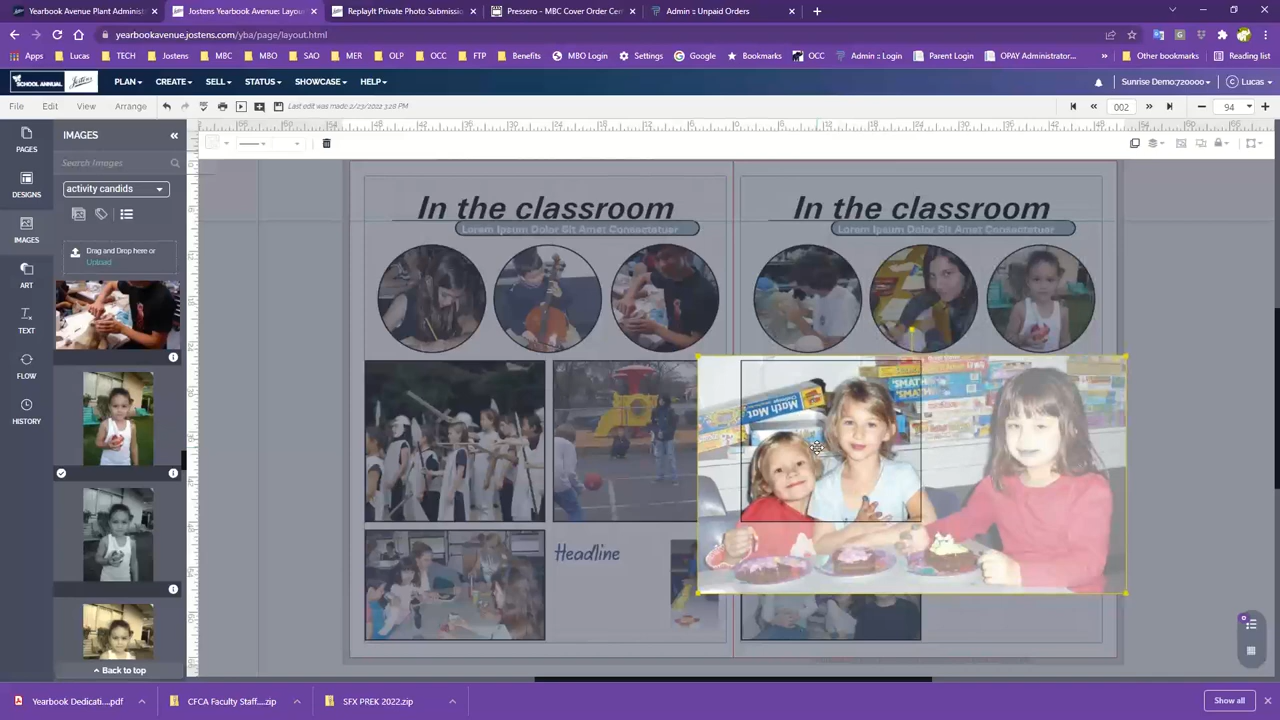 Yearbook Avenue Plant Administr
Jostens Yearbook Avenue: Layou
ReplayIt Private Photo Submissio
Pressero - MBC Cover Order Cen
Admin :: Unpaid Orders
yearbookavenue.jostens.com/yba/page/layout.html
Apps
Lucas
TECH
Jostens
MBC
MBO
SAO
MER
OLP
OCC
FTP
Benefits
MBO Login
Settings
Google
Bookmarks
OCC
Admin :: Login
Parent Login
OPAY Administrator...
Other bookmarks
Reading list
SCHOOL ANNUAL
Jostens
PLAN
CREATE
SELL
STATUS
SHOWCASE
HELP
Sunrise Demo:720000
Lucas
File
Edit
View
Arrange
Last edit was made 2/23/2022 3:28 PM
002
94
PAGES
DESIGNS
IMAGES
ART
TEXT
FLOW
HISTORY
IMAGES
Search Images
activity candids
Drag and Drop here or
Upload
Back to top
In the classroom
Lorem Ipsum Dolor Sit Amet Consectetuer
Headline
In the classroom
Lorem Ipsum Dolor Sit Amet Consectetuer
Math Mat
SMATH
SMATH
Yearbook Dedicati....pdf
CFCA Faculty Staff....zip
SFX PREK 2022.zip
Show all